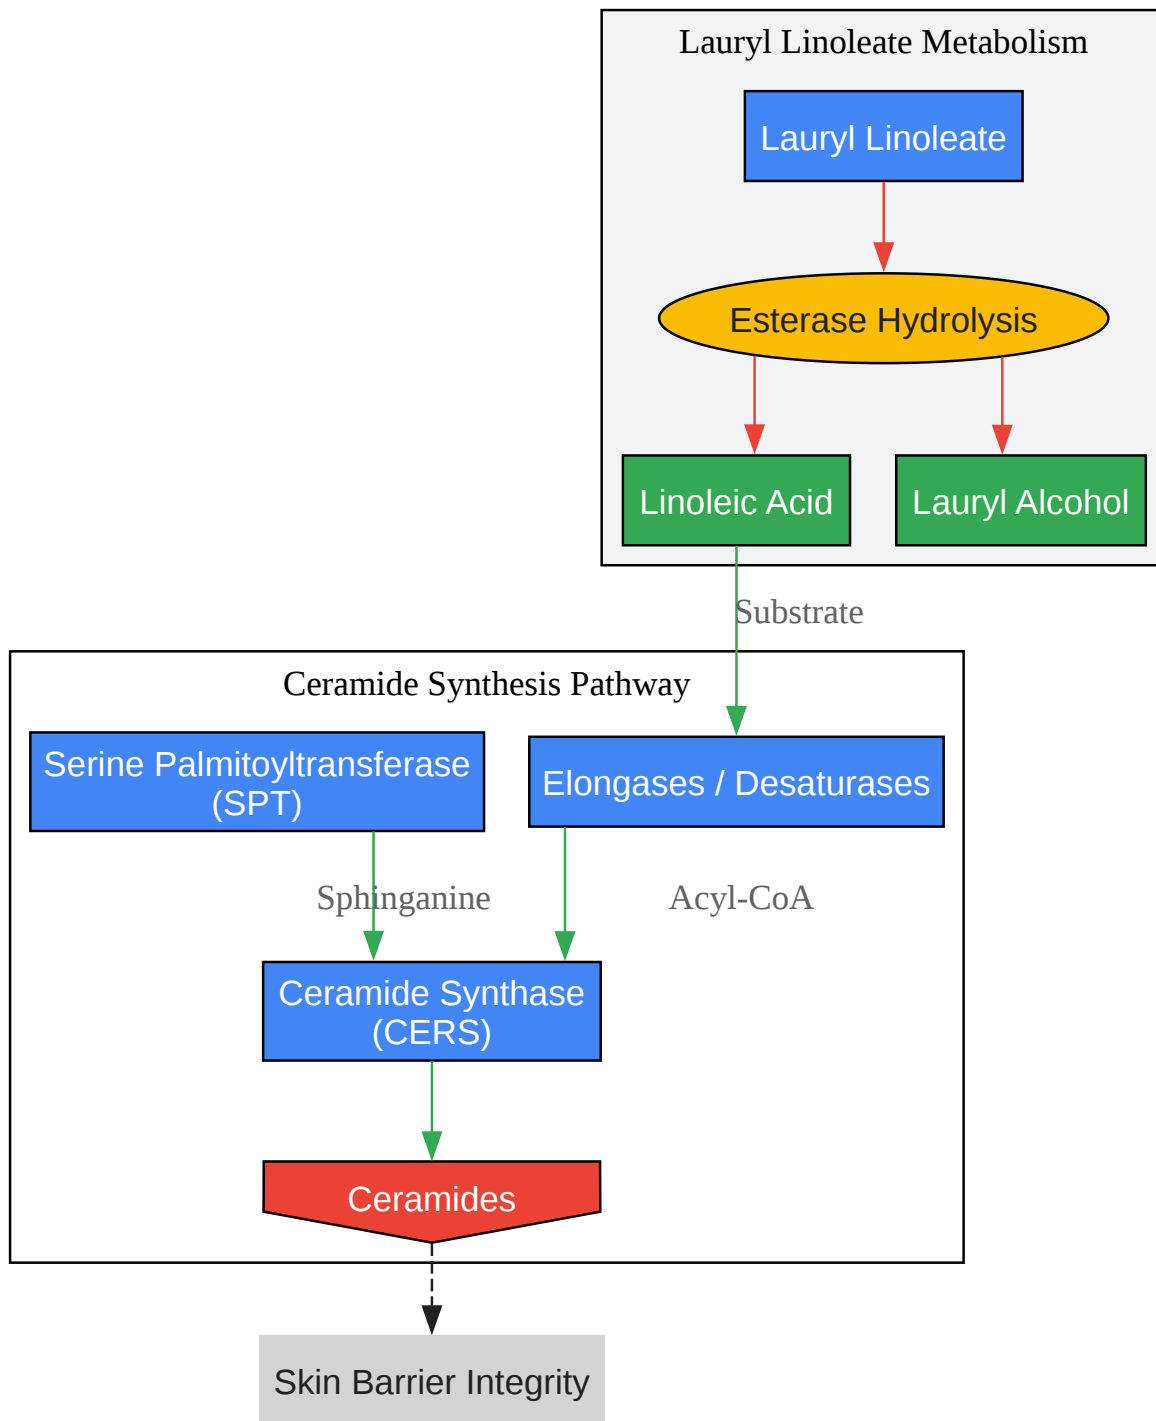 Lauryl Linoleate Metabolism
Lauryl Linoleate
Esterase Hydrolysis
Linoleic Acid
Lauryl Alcohol
Substrate
Ceramide Synthesis Pathway
Serine Palmitoyltransferase
(SPT)
Elongases / Desaturases
Sphinganine
Acyl-CoA
Ceramide Synthase
(CERS)
Ceramides
Skin Barrier Integrity